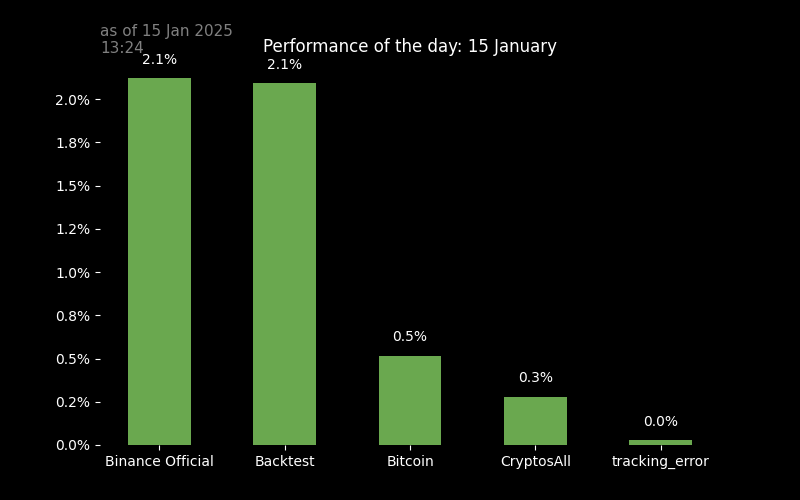 as of 15 Jan 2025
13:24
Performance of the day: 15 January
2.1%
2.1%
0.5%
0.3%
0.0%
2.0%
1.8%
1.5%
1.2%
1.0%
0.8%
0.5%
0.2%
0.0%
Binance Official
Backtest
Bitcoin
CryptosAll
tracking_error